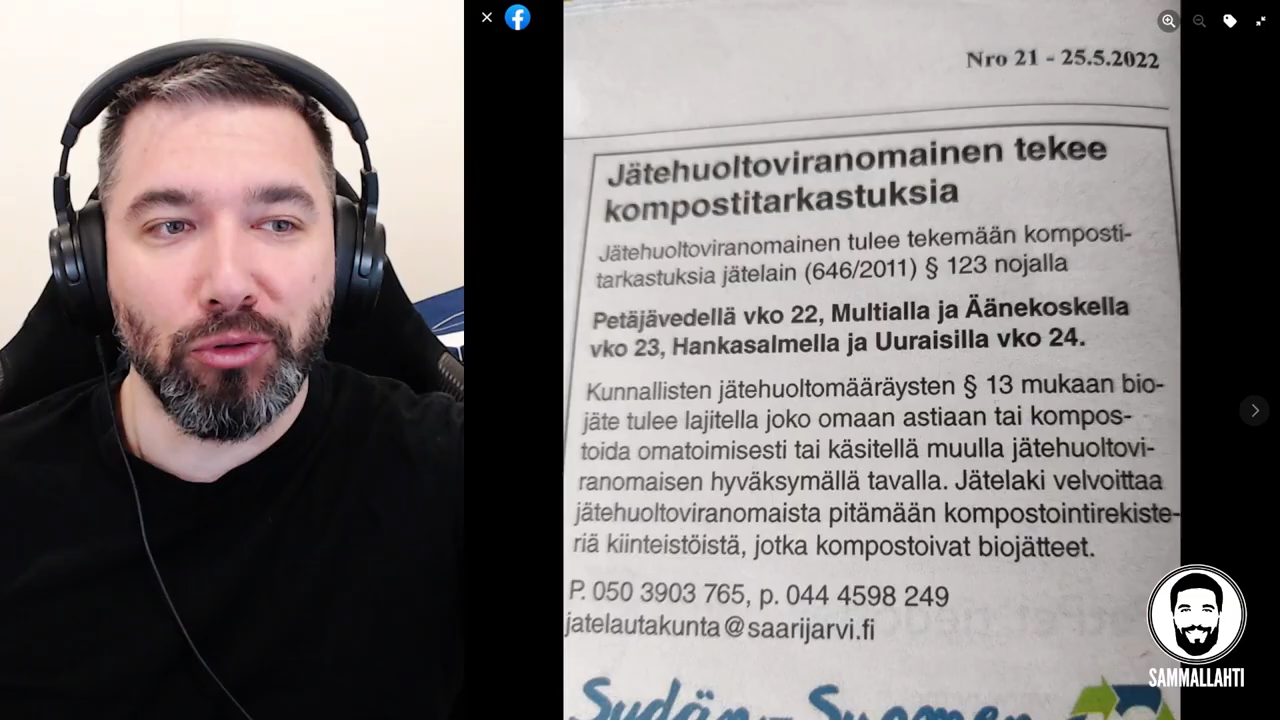 Nro 21 - 25.5.2022
Jätehuoltoviranomainen tekee
kompostitarkastuksia
Jätehuoltoviranomainen tulee tekemään komposti-
tarkastuksia jätelain (646/2011) § 123 nojalla
Petäjävedellä vko 22, Multialla ja Äänekoskella
vko 23, Hankasalmella ja Uuraisilla vko 24.
Kunnallisten jätehuoltomääräysten § 13 mukaan bio-
jäte tulee lajitella joko omaan astiaan tai kompos-
toida omatoimisesti tai käsitellä muulla jätehuoltovi-
ranomaisen hyväksymällä tavalla. Jätelaki velvoittaa
jätehuoltoviranomaista pitämään kompostointirekiste-
riä kiinteistöistä, jotka kompostoivat biojätteet.
P. 050 3903 765, p. 044 4598 249
jatelautakunta@saarijarvi.fi
Sydän-Suomen
SAMMALLAHTI